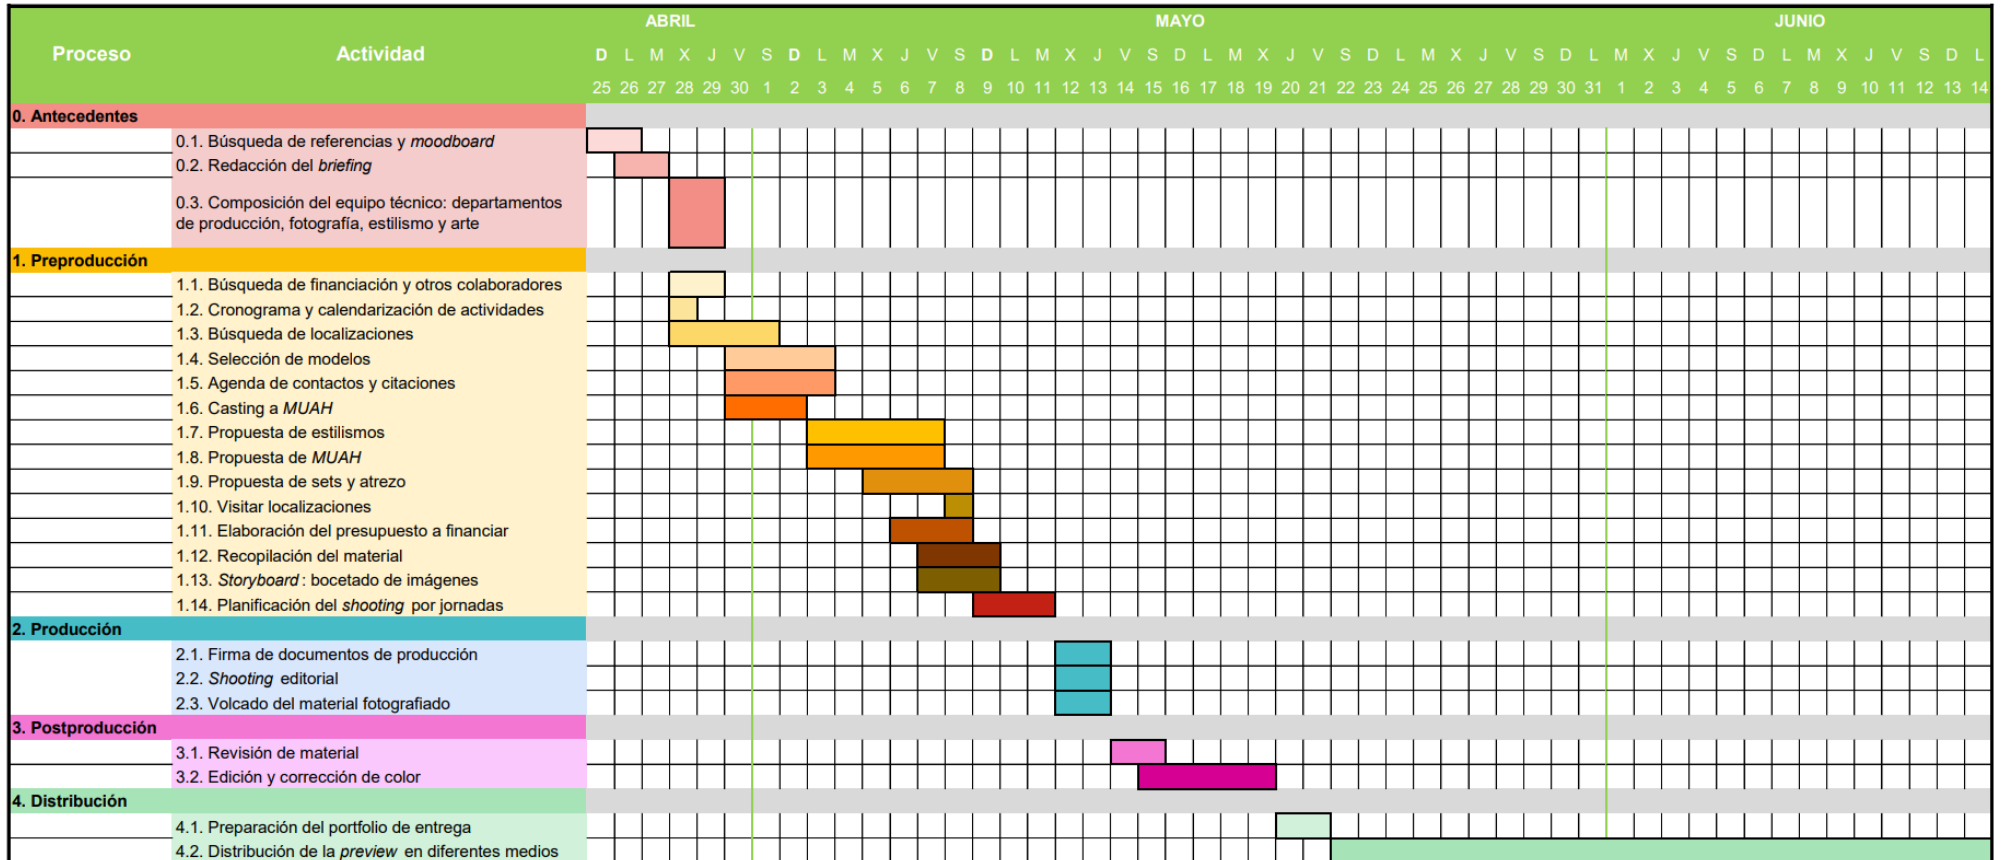 ABRIL MAYO JUNIO
Proceso Actividad D L M X J V S D L M X J V S D L M X J V S D L M X J V S D L M X J V S D L M X J V S D L M X J V S D L
25 26 27 28 29 30 1 2 3 4 5 6 7 8 9 10 11 12 13 14 15 16 17 18 19 20 21 22 23 24 25 26 27 28 29 30 31 1 2 3 4 5 6 7 8 9 10 11 12 13 14
0. Antecedentes
0.1. Búsqueda de referencias y moodboard
0.2. Redacción del briefing
0.3. Composición del equipo técnico: departamentos
de producción, fotografía, estilismo y arte
1. Preproducción
1.1. Búsqueda de financiación y otros colaboradores
1.2. Cronograma y calendarización de actividades
1.3. Búsqueda de localizaciones
1.4. Selección de modelos
1.5. Agenda de contactos y citaciones
1.6. Casting a MUAH
1.7. Propuesta de estilismos
1.8. Propuesta de MUAH
1.9. Propuesta de sets y atrezo
1.10. Visitar localizaciones
1.11. Elaboración del presupuesto a financiar
1.12. Recopilación del material
1.13. Storyboard: bocetado de imágenes
1.14. Planificación del shooting por jornadas
2. Producción
2.1. Firma de documentos de producción
2.2. Shooting editorial
2.3. Volcado del material fotografiado
3. Postproducción
3.1. Revisión de material
3.2. Edición y corrección de color
4. Distribución
4.1. Preparación del portfolio de entrega
4.2. Distribución de la preview en diferentes medios